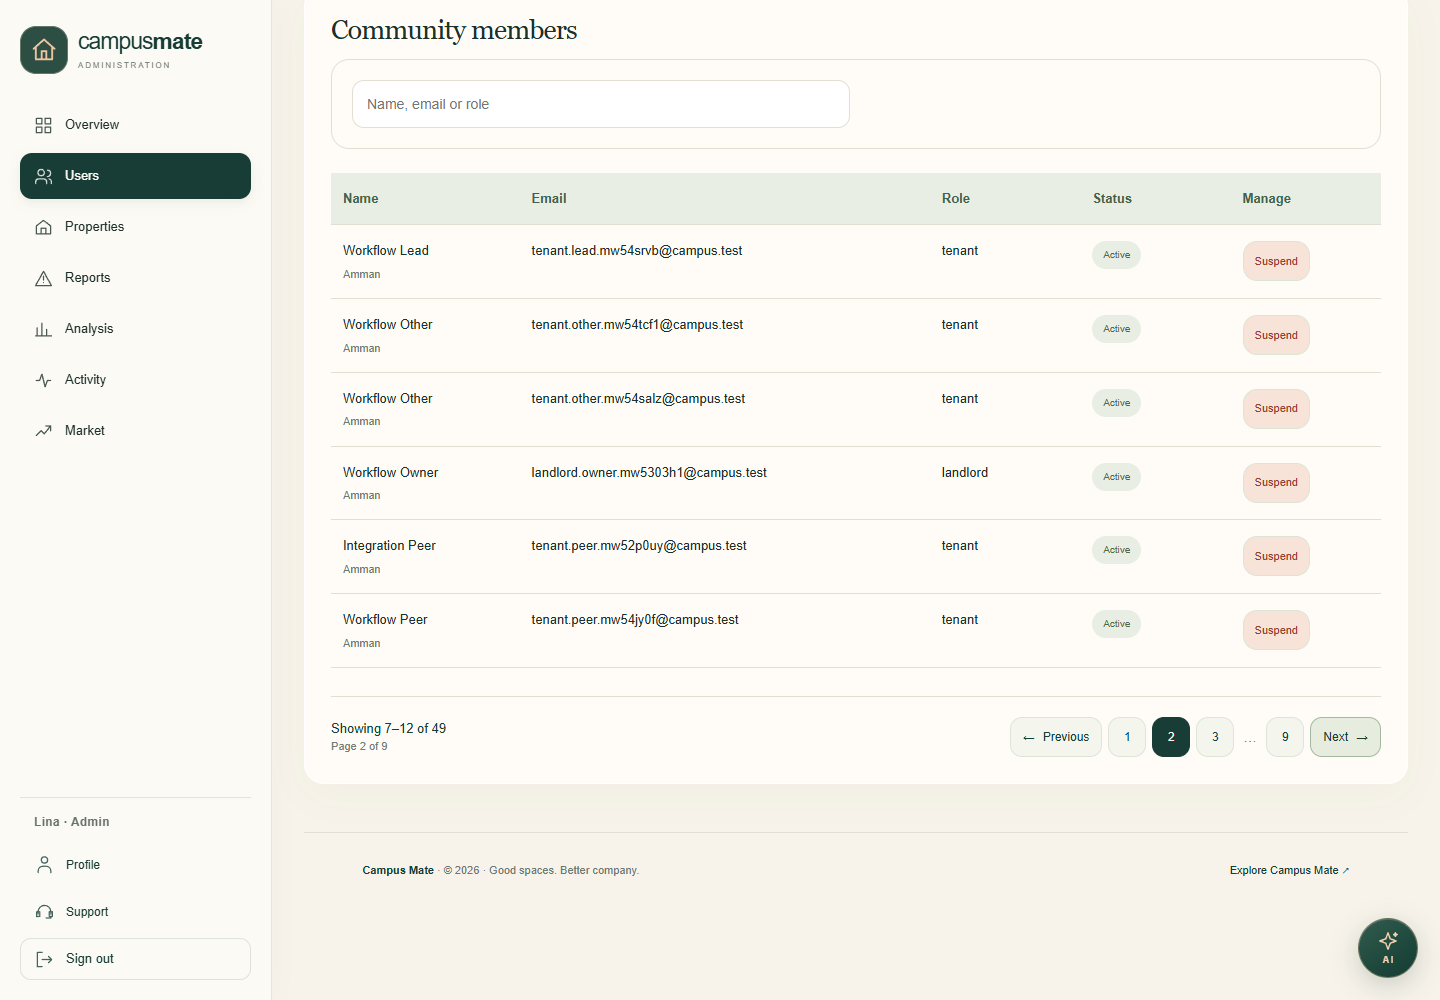 campusmate
ADMINISTRATION
Overview
Users
Properties
Reports
Analysis
Activity
Market
Lina · Admin
Profile
Support
Sign out
Community members
Name, email or role
Name Email Role Status Manage
Workflow Lead tenant.lead.mw54srvb@campus.test tenant Active Suspend
Amman
Workflow Other tenant.other.mw54tcf1@campus.test tenant Active Suspend
Amman
Workflow Other tenant.other.mw54salz@campus.test tenant Active Suspend
Amman
Workflow Owner landlord.owner.mw5303h1@campus.test landlord Active Suspend
Amman
Integration Peer tenant.peer.mw52p0uy@campus.test tenant Active Suspend
Amman
Workflow Peer tenant.peer.mw54jy0f@campus.test tenant Active Suspend
Amman
Showing 7–12 of 49
Page 2 of 9
← Previous 1 2 3 … 9 Next →
Campus Mate · © 2026 · Good spaces. Better company.
Explore Campus Mate ↗
AI